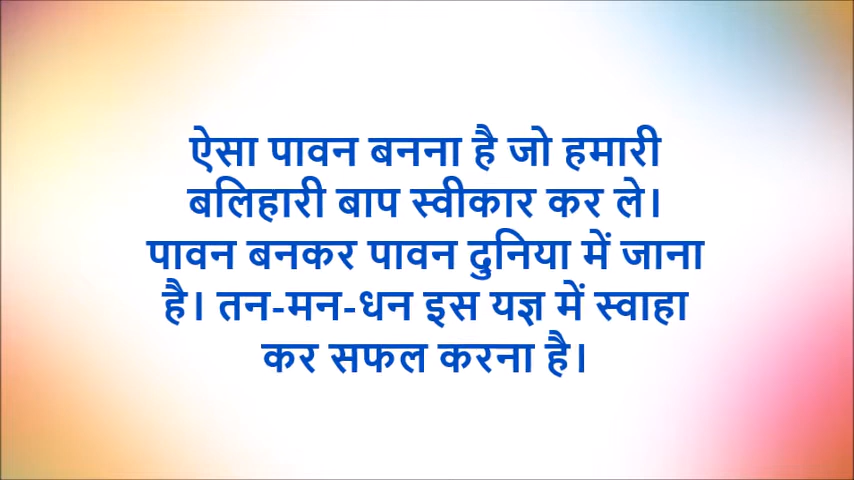 ऐसा पावन बनना है जो हमारी
बलिहारी बाप स्वीकार कर ले।
पावन बनकर पावन दुनिया में जाना
है। तन-मन-धन इस यज्ञ में स्वाहा
कर सफल करना है।